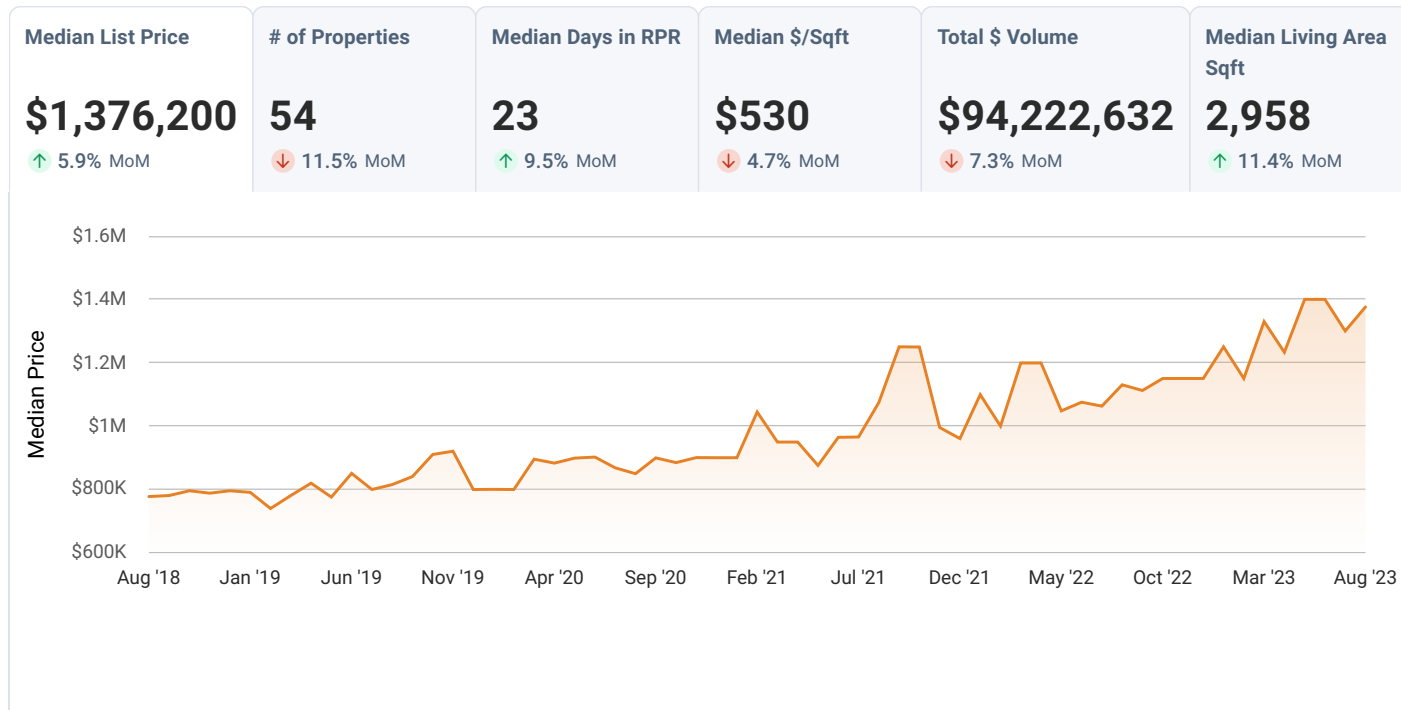 Median List Price
$1,376,200
5.9% MoM
# of Properties
54
11.5% MoM
Median Days in RPR
23
9.5% MoM
Median $/Sqft
$530
4.7% MoM
Total $ Volume
$94,222,632
7.3% MoM
Median Living Area
Sqft
2,958
11.4% MoM
Median Price
$1.6M
$1.4M
$1.2M
$1M
$800K
$600K
Aug '18 Jan '19 Jun '19 Nov '19 Apr '20 Sep '20 Feb '21 Jul '21 Dec '21 May '22 Oct '22 Mar '23 Aug '23